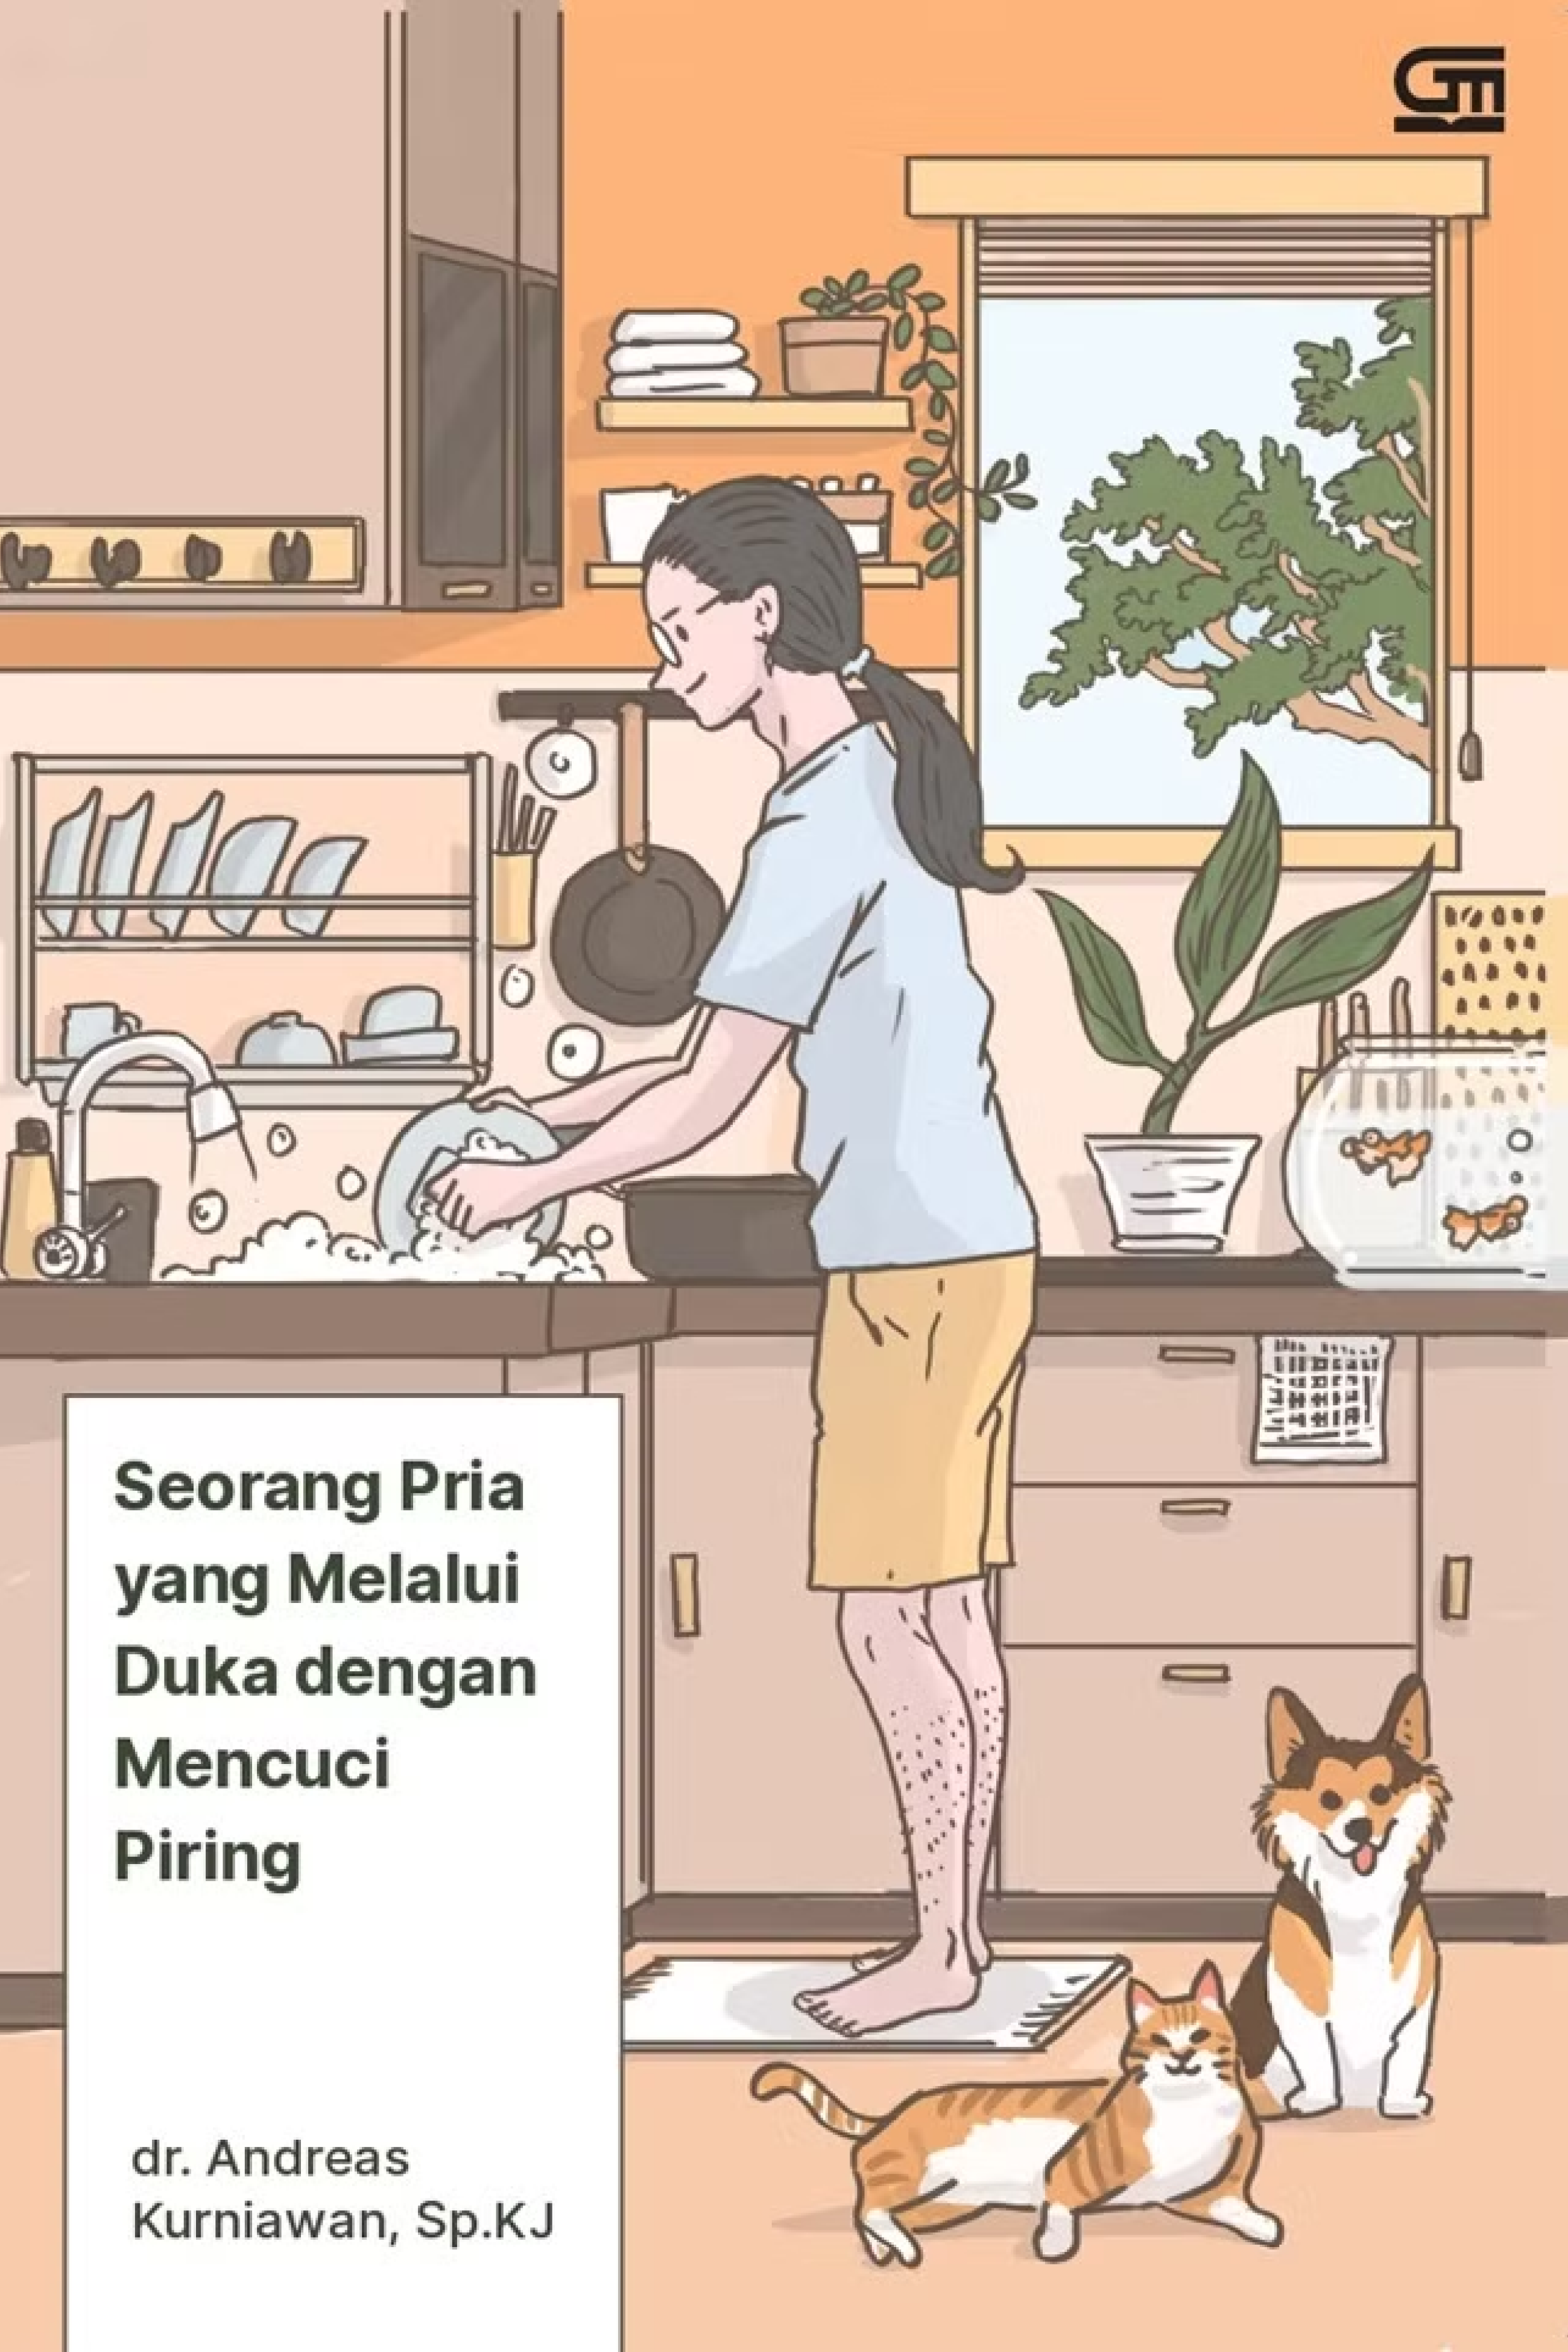 Seorang Pria
yang Melalui
Duka dengan
Mencuci
Piring
dr. Andreas
Kurniawan, Sp.KJ